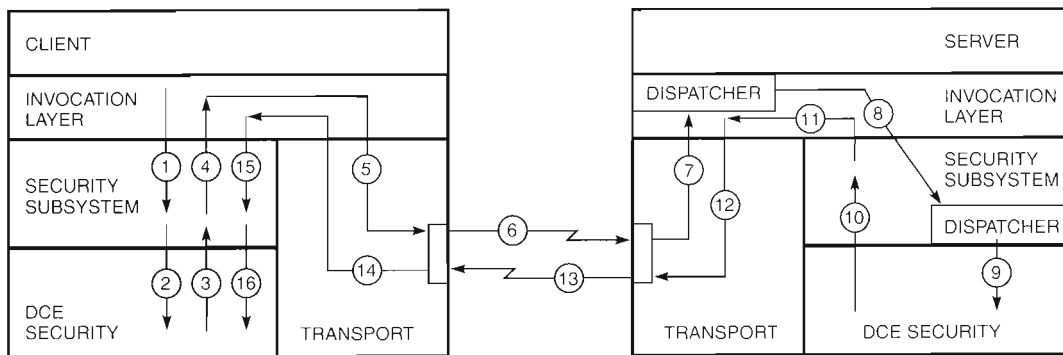 CLIENT
INVOCATION
LAYER
1
4
15
5
SECURITY
SUBSYSTEM
2
3
16
14
DCE
SECURITY
TRANSPORT
6
13
SERVER
DISPATCHER
INVOCATION
LAYER
8
11
7
12
SECURITY
SUBSYSTEM
10
DISPATCHER
9
TRANSPORT
DCE SECURITY